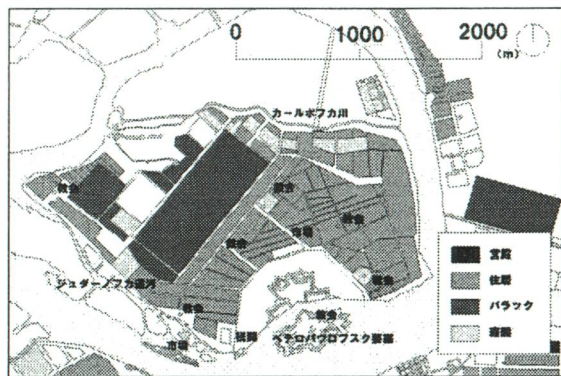 0 1000 2000
(m)
カールポフカ川
教会
教会
教会
市場
教会
教会
ジュダーノフカ運河
教会
教会
市場
ペテロパウロフスク要塞
宮殿
住居
バラック